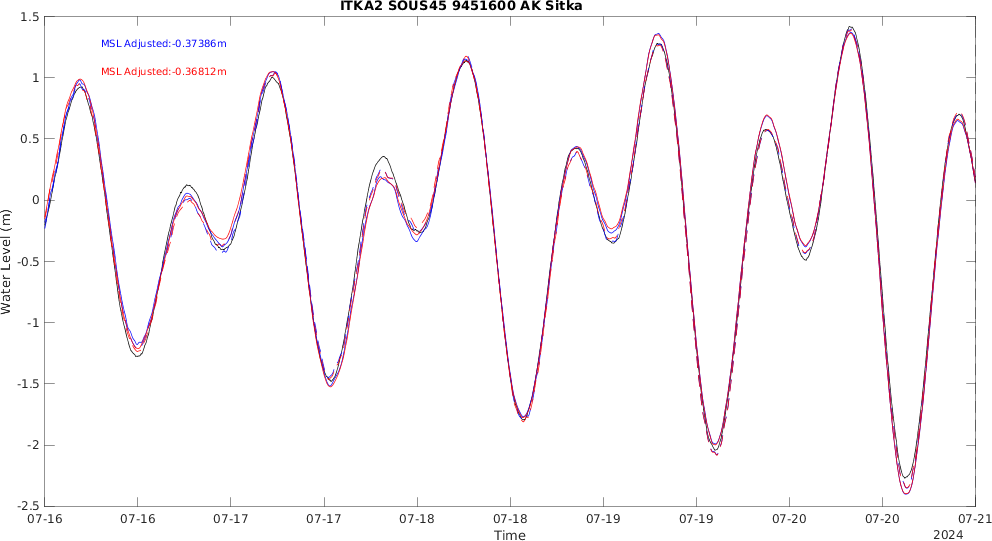 ITKA2 SOUS45 9451600 AK Sitka
MSL Adjusted:-0.37386m
MSL Adjusted:-0.36812m
1.5
1
0.5
0
-0.5
-1
-1.5
-2
-2.5
Water Level (m)
07-16 07-16 07-17 07-17 07-18 07-18 07-19 07-19 07-20 07-20 07-21
Time
2024